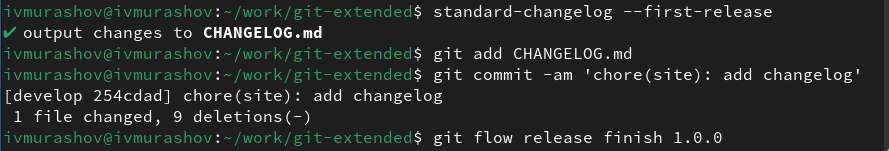 ivmurashov@ivmurashov:~/work/git-extended$ standard-changelog --first-release
✔ output changes to CHANGELOG.md
ivmurashov@ivmurashov:~/work/git-extended$ git add CHANGELOG.md
ivmurashov@ivmurashov:~/work/git-extended$ git commit -am 'chore(site): add changelog'
[develop 254cdad] chore(site): add changelog
 1 file changed, 9 deletions(-)
ivmurashov@ivmurashov:~/work/git-extended$ git flow release finish 1.0.0